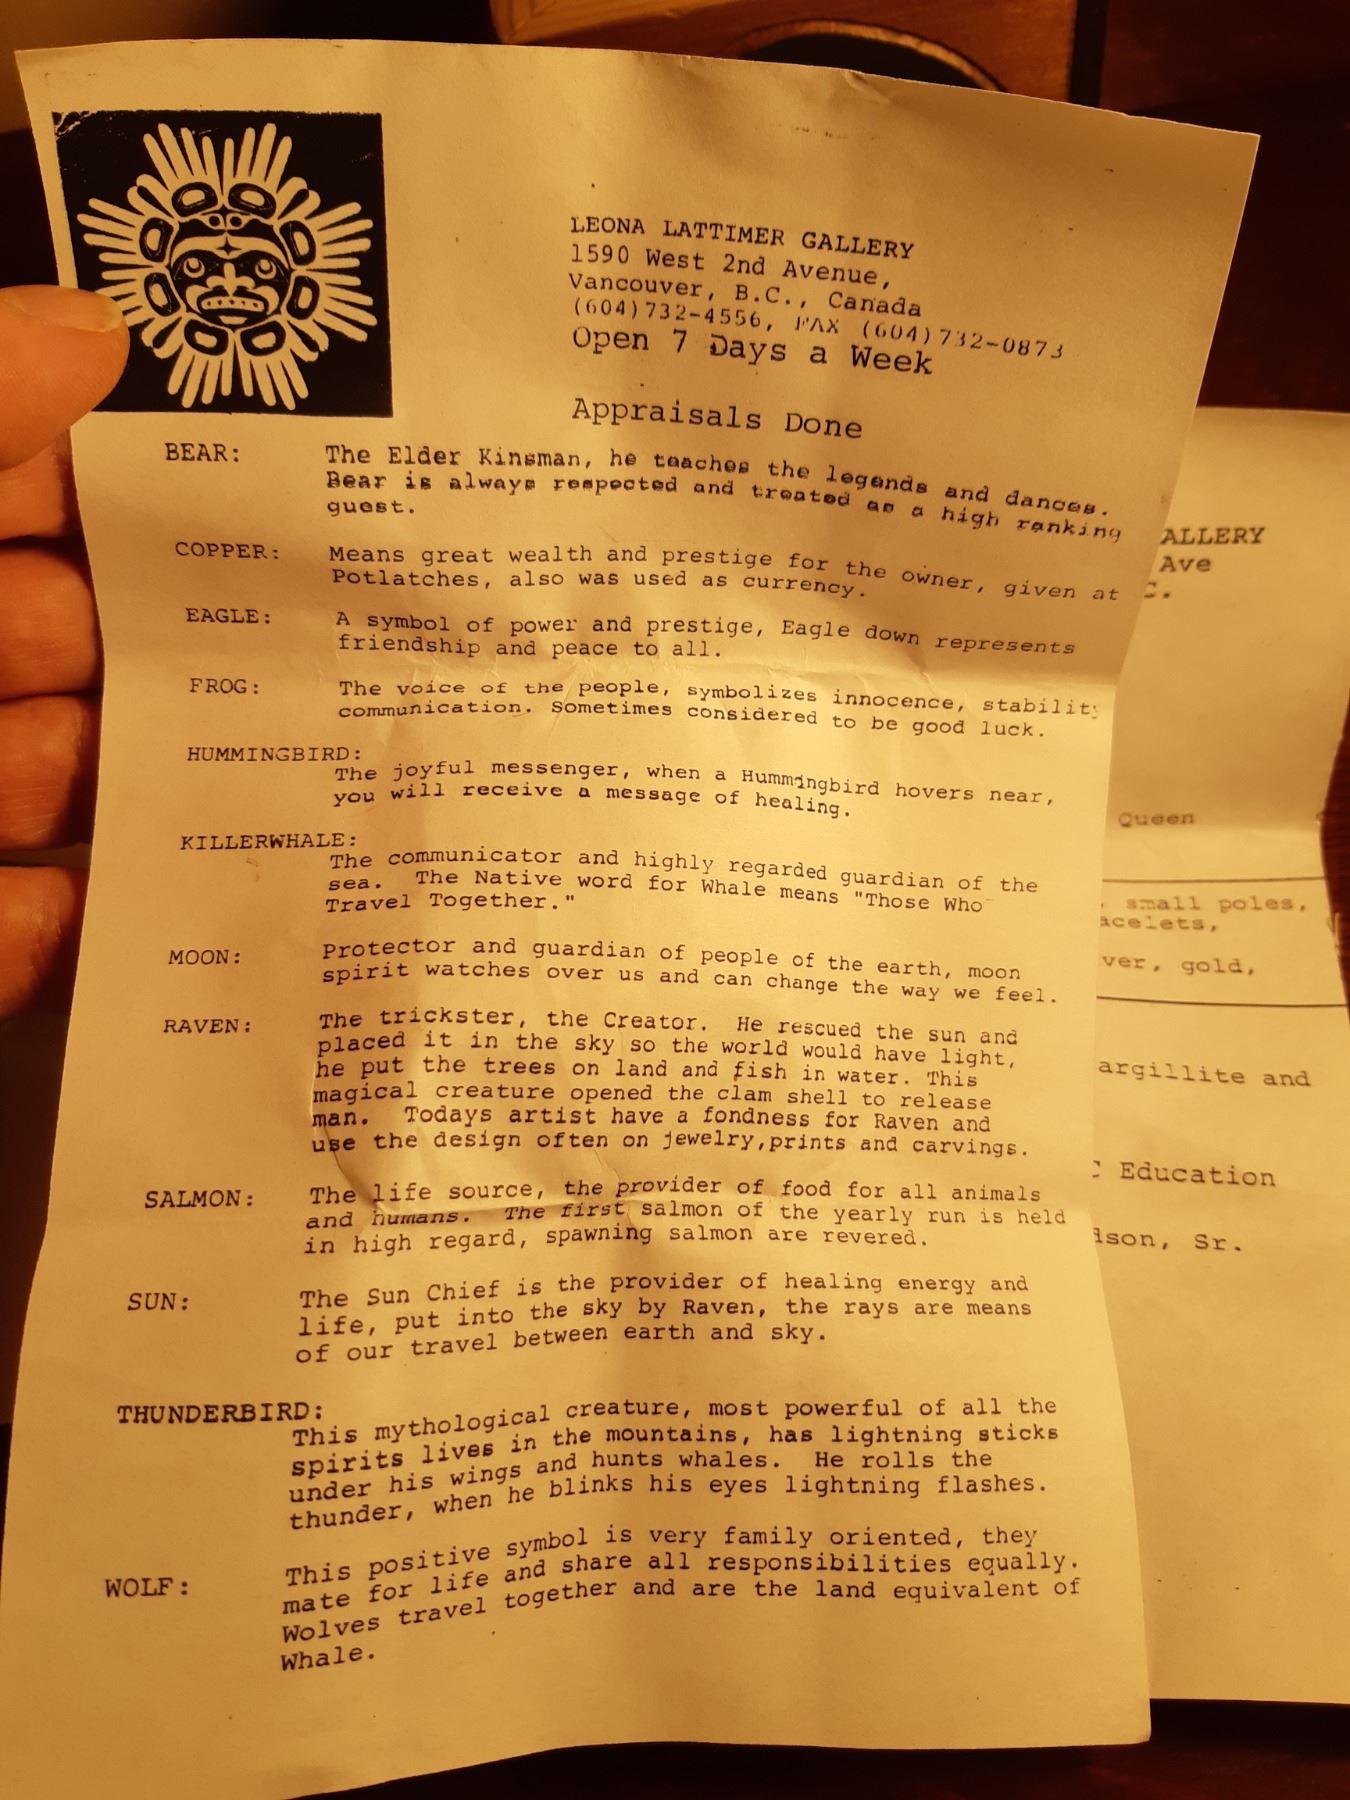 LEONA LATTIMER GALLERY
1590 West 2nd Avenue,
Vancouver, B.C., Canada
(604)732-4556, FAX (604)732-0873
Open 7 Days a Week
Appraisals Done
BEAR: The Elder Kinsman, he teaches the legends and dances.
Bear is always respected and treated as a high ranking
guest.
COPPER: Means great wealth and prestige for the owner, given at
Potlatches, also was used as currency.
EAGLE: A symbol of power and prestige, Eagle down represents
friendship and peace to all.
FROG: The voice of the people, symbolizes innocence, stability
communication. Sometimes considered to be good luck.
HUMMINGBIRD:
The joyful messenger, when a Hummingbird hovers near,
you will receive a message of healing.
KILLERWHALE:
The communicator and highly regarded guardian of the
sea. The Native word for Whale means "Those Who
Travel Together."
MOON: Protector and guardian of people of the earth, moon
spirit watches over us and can change the way we feel.
RAVEN: The trickster, the Creator. He rescued the sun and
placed it in the sky so the world would have light,
he put the trees on land and fish in water. This
magical creature opened the clam shell to release
man. Todays artist have a fondness for Raven and
use the design often on jewelry,prints and carvings.
SALMON: The life source, the provider of food for all animals
and humans. The first salmon of the yearly run is held
in high regard, spawning salmon are revered.
SUN: The Sun Chief is the provider of healing energy and
life, put into the sky by Raven, the rays are means
of our travel between earth and sky.
THUNDERBIRD:
This mythological creature, most powerful of all the
spirits lives in the mountains, has lightning sticks
under his wings and hunts whales. He rolls the
thunder, when he blinks his eyes lightning flashes.
WOLF: This positive symbol is very family oriented, they
mate for life and share all responsibilities equally.
Wolves travel together and are the land equivalent of
Whale.
ALLERY
Ave
C.
Queen
, small poles,
acelets,
ver, gold,
argillite and
C Education
dson, Sr.